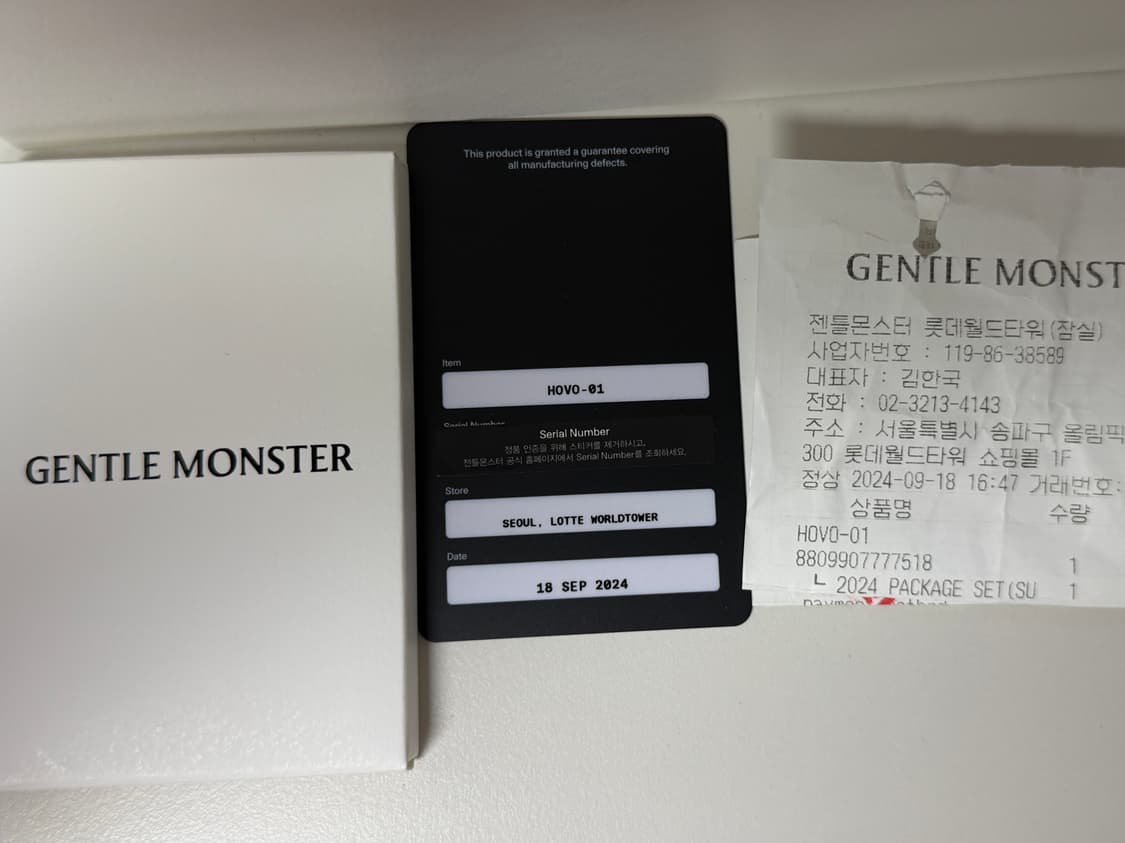 GENTLE MONSTER
This product is granted a guarantee covering
all manufacturing defects.
Item
HOVO-01
Serial Number
Serial Number
정품 인증을 위해 스티커를 제거하시고,
젠틀몬스터 공식 홈페이지에서 Serial Number를 조회하세요.
Store
SEOUL, LOTTE WORLDTOWER
Date
18 SEP 2024
GENTLE MONST
젠틀몬스터 롯데월드타워(잠실)
사업자번호 : 119-86-38589
대표자 : 김한국
전화 : 02-3213-4143
주소 : 서울특별시 송파구 올림픽
300 롯데월드타워 쇼핑몰 1F
정상 2024-09-18 16:47 거래번호:
상품명 수량
HOVO-01
8809907777518 1
└ 2024 PACKAGE SET(SU 1